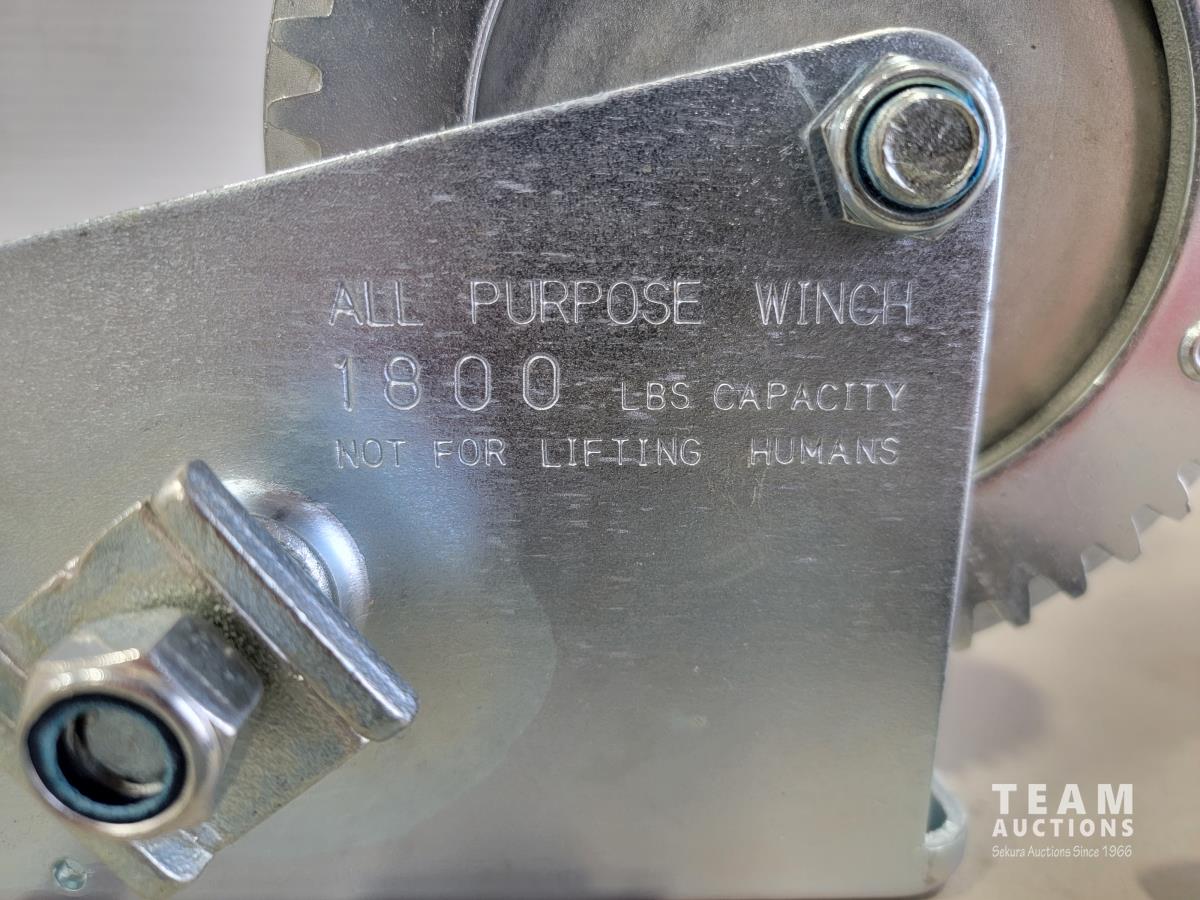 ALL PURPOSE WINCH
1800 LBS CAPACITY
NOT FOR LIFTING HUMANS
TEAM
AUCTIONS
Sekura Auctions Since 1966